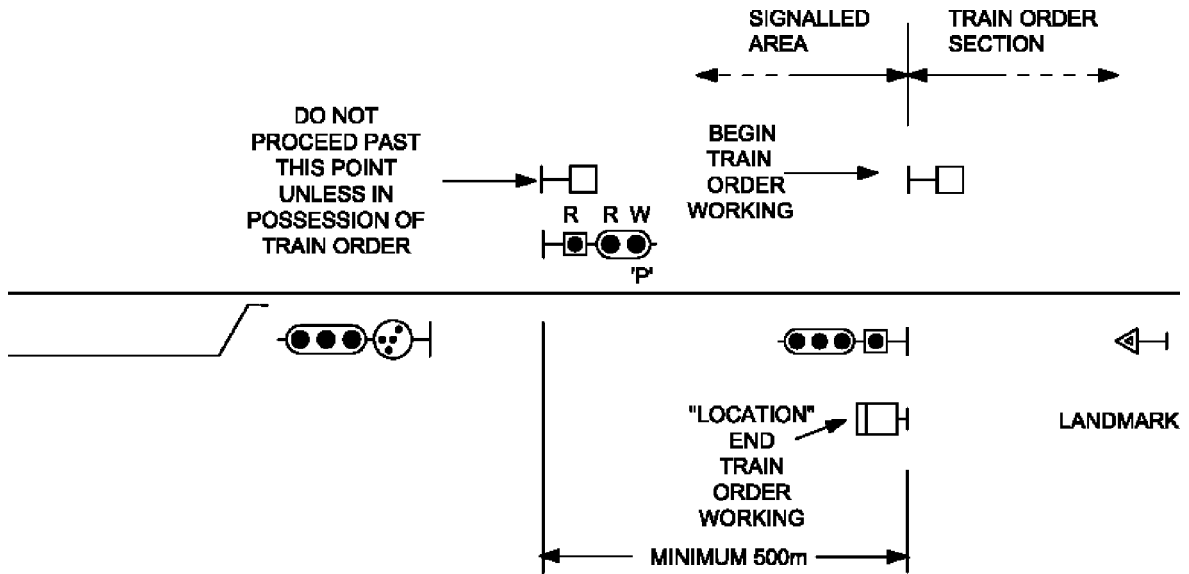 SIGNALLED
AREA
TRAIN ORDER
SECTION
DO NOT
PROCEED PAST
THIS POINT
UNLESS IN
POSSESSION OF
TRAIN ORDER
BEGIN
TRAIN
ORDER
WORKING
R R W
'P'
"LOCATION"
END
TRAIN
ORDER
WORKING
LANDMARK
MINIMUM 500m